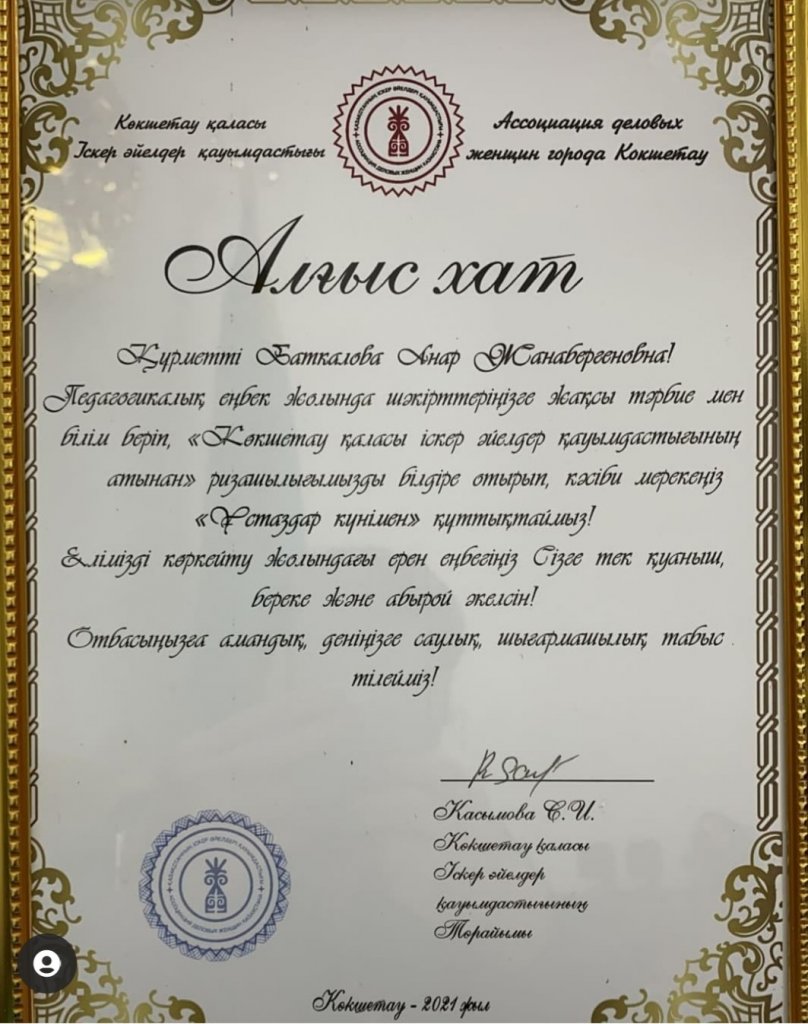 Көкшетау қаласы
Іскер әйелдер қауымдастығы
Ассоциация деловых
женщин города Кокшетау
Алғыс хат
Құрметті Баткалова Анар Жанабергеновна!
Педагогикалық еңбек жолында шәкірттеріңізге жақсы тәрбие мен
білім беріп, «Көкшетау қаласы іскер әйелдер қауымдастығының
атынан» ризашылығымызды білдіре отырып, кәсіби мерекеңіз
«Ұстаздар күнімен» құттықтаймыз!
Елімізді көркейту жолындағы ерен еңбегіңіз Сізге тек қуаныш,
береке және абырой әкелсін!
Отбасыңызға амандық, деніңізге саулық, шығармашылық табыс
тілейміз!
Касымова С.И.
Көкшетау қаласы
Іскер әйелдер
қауымдастығының
Төрайымы
Көкшетау - 2021 жыл